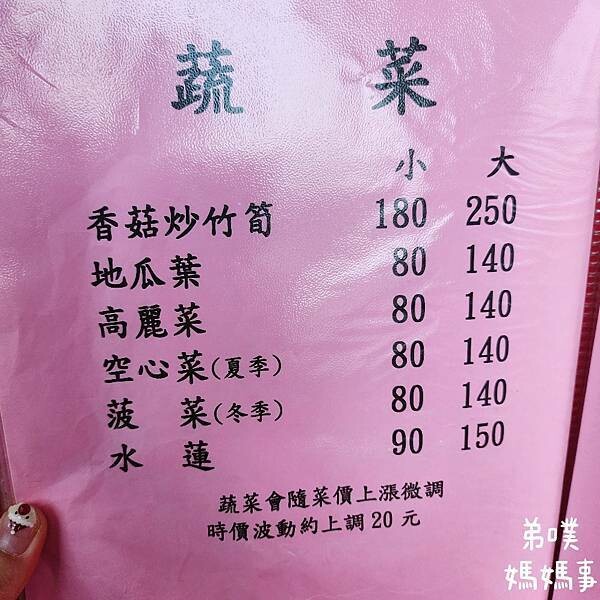 蔬 菜
小 大
香菇炒竹筍 180 250
地瓜葉 80 140
高麗菜 80 140
空心菜(夏季) 80 140
菠 菜(冬季) 80 140
水 蓮 90 150
蔬菜會隨菜價上漲微調
時價波動約上調20元
弟噗
媽媽事